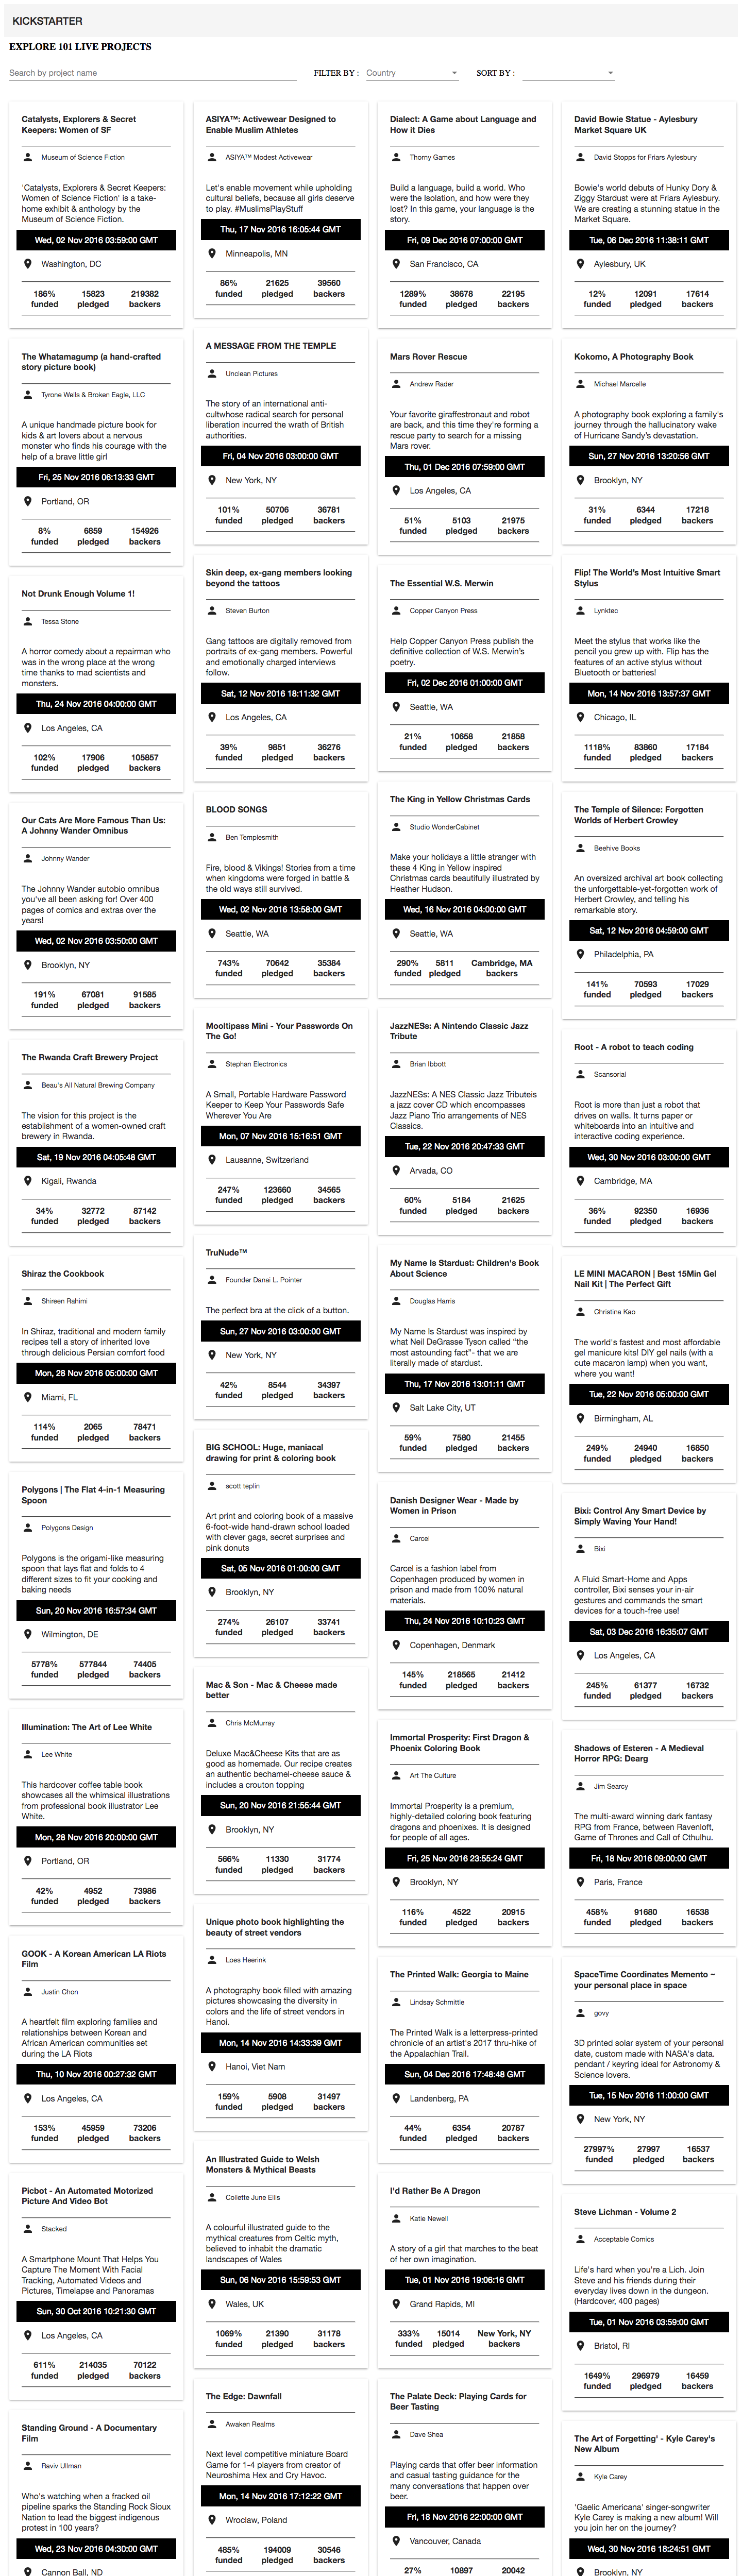 KICKSTARTER
EXPLORE 101 LIVE PROJECTS
Search by project name
FILTER BY :
Country
SORT BY :
Catalysts, Explorers & Secret
Keepers: Women of SF
Museum of Science Fiction
'Catalysts, Explorers & Secret Keepers:
Women of Science Fiction' is a take-
home exhibit & anthology by the
Museum of Science Fiction.
Wed, 02 Nov 2016 03:59:00 GMT
Washington, DC
186% 15823 219382
funded pledged backers
The Whatamagump (a hand-crafted
story picture book)
Tyrone Wells & Broken Eagle, LLC
A unique handmade picture book for
kids & art lovers about a nervous
monster who finds his courage with the
help of a brave little girl
Fri, 25 Nov 2016 06:13:33 GMT
Portland, OR
8% 6859 154926
funded pledged backers
Not Drunk Enough Volume 1!
Tessa Stone
A horror comedy about a repairman who
was in the wrong place at the wrong
time thanks to mad scientists and
monsters.
Thu, 24 Nov 2016 04:00:00 GMT
Los Angeles, CA
102% 17906 105857
funded pledged backers
Our Cats Are More Famous Than Us:
A Johnny Wander Omnibus
Johnny Wander
The Johnny Wander autobio omnibus
you've all been asking for! Over 400
pages of comics and extras over the
years!
Wed, 02 Nov 2016 03:50:00 GMT
Brooklyn, NY
191% 67081 91585
funded pledged backers
The Rwanda Craft Brewery Project
Beau's All Natural Brewing Company
The vision for this project is the
establishment of a women-owned craft
brewery in Rwanda.
Sat, 19 Nov 2016 04:05:48 GMT
Kigali, Rwanda
34% 32772 87142
funded pledged backers
Shiraz the Cookbook
Shireen Rahimi
In Shiraz, traditional and modern family
recipes tell a story of inherited love
through delicious Persian comfort food
Mon, 28 Nov 2016 05:00:00 GMT
Miami, FL
114% 2065 78471
funded pledged backers
Polygons | The Flat 4-in-1 Measuring
Spoon
Polygons Design
Polygons is the origami-like measuring
spoon that lays flat and folds to 4
different sizes to fit your cooking and
baking needs
Sun, 20 Nov 2016 16:57:34 GMT
Wilmington, DE
5778% 577844 74405
funded pledged backers
Illumination: The Art of Lee White
Lee White
This hardcover coffee table book
showcases all the whimsical illustrations
from professional book illustrator Lee
White.
Mon, 28 Nov 2016 20:00:00 GMT
Portland, OR
42% 4952 73986
funded pledged backers
GOOK - A Korean American LA Riots
Film
Justin Chon
A heartfelt film exploring families and
relationships between Korean and
African American communities set
during the LA Riots
Thu, 10 Nov 2016 00:27:32 GMT
Los Angeles, CA
153% 45959 73206
funded pledged backers
Picbot - An Automated Motorized
Picture And Video Bot
Stacked
A Smartphone Mount That Helps You
Capture The Moment With Facial
Tracking, Automated Videos and
Pictures, Timelapse and Panoramas
Sun, 30 Oct 2016 10:21:30 GMT
Los Angeles, CA
611% 214035 70122
funded pledged backers
Standing Ground - A Documentary
Film
Raviv Ullman
Who's watching when a fracked oil
pipeline sparks the Standing Rock Sioux
Nation to lead the biggest indigenous
protest in 100 years?
Wed, 23 Nov 2016 04:30:00 GMT
Cannon Ball, ND
ASIYA™: Activewear Designed to
Enable Muslim Athletes
ASIYA™ Modest Activewear
Let's enable movement while upholding
cultural beliefs, because all girls deserve
to play. #MuslimsPlayStuff
Thu, 17 Nov 2016 16:05:44 GMT
Minneapolis, MN
86% 21625 39560
funded pledged backers
A MESSAGE FROM THE TEMPLE
Unclean Pictures
The story of an international anti-
cultwhose radical search for personal
liberation incurred the wrath of British
authorities.
Fri, 04 Nov 2016 03:00:00 GMT
New York, NY
101% 50706 36781
funded pledged backers
Skin deep, ex-gang members looking
beyond the tattoos
Steven Burton
Gang tattoos are digitally removed from
portraits of ex-gang members. Powerful
and emotionally charged interviews
follow.
Sat, 12 Nov 2016 18:11:32 GMT
Los Angeles, CA
39% 9851 36276
funded pledged backers
BLOOD SONGS
Ben Templesmith
Fire, blood & Vikings! Stories from a time
when kingdoms were forged in battle &
the old ways still survived.
Wed, 02 Nov 2016 13:58:00 GMT
Seattle, WA
743% 70642 35384
funded pledged backers
Mooltipass Mini - Your Passwords On
The Go!
Stephan Electronics
A Small, Portable Hardware Password
Keeper to Keep Your Passwords Safe
Wherever You Are
Mon, 07 Nov 2016 15:16:51 GMT
Lausanne, Switzerland
247% 123660 34565
funded pledged backers
TruNude™
Founder Danai L. Pointer
The perfect bra at the click of a button.
Sun, 27 Nov 2016 03:00:00 GMT
New York, NY
42% 8544 34397
funded pledged backers
BIG SCHOOL: Huge, maniacal
drawing for print & coloring book
scott teplin
Art print and coloring book of a massive
6-foot-wide hand-drawn school loaded
with clever gags, secret surprises and
pink donuts
Sat, 05 Nov 2016 01:00:00 GMT
Brooklyn, NY
274% 26107 33741
funded pledged backers
Mac & Son - Mac & Cheese made
better
Chris McMurray
Deluxe Mac&Cheese Kits that are as
good as homemade. Our recipe creates
an authentic bechamel-cheese sauce &
includes a crouton topping
Sun, 20 Nov 2016 21:55:44 GMT
Brooklyn, NY
566% 11330 31774
funded pledged backers
Unique photo book highlighting the
beauty of street vendors
Loes Heerink
A photography book filled with amazing
pictures showcasing the diversity in
colors and the life of street vendors in
Hanoi.
Mon, 14 Nov 2016 14:33:39 GMT
Hanoi, Viet Nam
159% 5908 31497
funded pledged backers
An Illustrated Guide to Welsh
Monsters & Mythical Beasts
Collette June Ellis
A colourful illustrated guide to the
mythical creatures from Celtic myth,
believed to inhabit the dramatic
landscapes of Wales
Sun, 06 Nov 2016 15:59:53 GMT
Wales, UK
1069% 21390 31178
funded pledged backers
The Edge: Dawnfall
Awaken Realms
Next level competitive miniature Board
Game for 1-4 players from creator of
Neuroshima Hex and Cry Havoc.
Mon, 14 Nov 2016 17:12:22 GMT
Wroclaw, Poland
485% 194009 30546
funded pledged backers
Dialect: A Game about Language and
How it Dies
Thorny Games
Build a language, build a world. Who
were the Isolation, and how were they
lost? In this game, your language is the
story.
Fri, 09 Dec 2016 07:00:00 GMT
San Francisco, CA
1289% 38678 22195
funded pledged backers
Mars Rover Rescue
Andrew Rader
Your favorite giraffestronaut and robot
are back, and this time they're forming a
rescue party to search for a missing
Mars rover.
Thu, 01 Dec 2016 07:59:00 GMT
Los Angeles, CA
51% 5103 21975
funded pledged backers
The Essential W.S. Merwin
Copper Canyon Press
Help Copper Canyon Press publish the
definitive collection of W.S. Merwin's
poetry.
Fri, 02 Dec 2016 01:00:00 GMT
Seattle, WA
21% 10658 21858
funded pledged backers
The King in Yellow Christmas Cards
Studio WonderCabinet
Make your holidays a little stranger with
these 4 King in Yellow inspired
Christmas cards beautifully illustrated by
Heather Hudson.
Wed, 16 Nov 2016 04:00:00 GMT
Seattle, WA
290% 5811 Cambridge, MA
funded pledged backers
JazzNESs: A Nintendo Classic Jazz
Tribute
Brian Ibbott
JazzNESs: A NES Classic Jazz Tributeis
a jazz cover CD which encompasses
Jazz Piano Trio arrangements of NES
Classics.
Tue, 22 Nov 2016 20:47:33 GMT
Arvada, CO
60% 5184 21625
funded pledged backers
My Name Is Stardust: Children's Book
About Science
Douglas Harris
My Name Is Stardust was inspired by
what Neil DeGrasse Tyson called "the
most astounding fact"- that we are
literally made of stardust.
Thu, 17 Nov 2016 13:01:11 GMT
Salt Lake City, UT
59% 7580 21455
funded pledged backers
Danish Designer Wear - Made by
Women in Prison
Carcel
Carcel is a fashion label from
Copenhagen produced by women in
prison and made from 100% natural
materials.
Thu, 24 Nov 2016 10:10:23 GMT
Copenhagen, Denmark
145% 218565 21412
funded pledged backers
Immortal Prosperity: First Dragon &
Phoenix Coloring Book
Art The Culture
Immortal Prosperity is a premium,
highly-detailed coloring book featuring
dragons and phoenixes. It is designed
for people of all ages.
Fri, 25 Nov 2016 23:55:24 GMT
Brooklyn, NY
116% 4522 20915
funded pledged backers
The Printed Walk: Georgia to Maine
Lindsay Schmittle
The Printed Walk is a letterpress-printed
chronicle of an artist's 2017 thru-hike of
the Appalachian Trail.
Sun, 04 Dec 2016 17:48:48 GMT
Landenberg, PA
44% 6354 20787
funded pledged backers
I'd Rather Be A Dragon
Katie Newell
A story of a girl that marches to the beat
of her own imagination.
Tue, 01 Nov 2016 19:06:16 GMT
Grand Rapids, MI
333% 15014 New York, NY
funded pledged backers
The Palate Deck: Playing Cards for
Beer Tasting
Dave Shea
Playing cards that offer beer information
and casual tasting guidance for the
many conversations that happen over
beer.
Fri, 18 Nov 2016 22:00:00 GMT
Vancouver, Canada
27% 10897 20042
David Bowie Statue - Aylesbury
Market Square UK
David Stopps for Friars Aylesbury
Bowie's world debuts of Hunky Dory &
Ziggy Stardust were at Friars Aylesbury.
We are creating a stunning statue in the
Market Square.
Tue, 06 Dec 2016 11:38:11 GMT
Aylesbury, UK
12% 12091 17614
funded pledged backers
Kokomo, A Photography Book
Michael Marcelle
A photography book exploring a family's
journey through the hallucinatory wake
of Hurricane Sandy's devastation.
Sun, 27 Nov 2016 13:20:56 GMT
Brooklyn, NY
31% 6344 17218
funded pledged backers
Flip! The World's Most Intuitive Smart
Stylus
Lynktec
Meet the stylus that works like the
pencil you grew up with. Flip has the
features of an active stylus without
Bluetooth or batteries!
Mon, 14 Nov 2016 13:57:37 GMT
Chicago, IL
1118% 83860 17184
funded pledged backers
The Temple of Silence: Forgotten
Worlds of Herbert Crowley
Beehive Books
An oversized archival art book collecting
the unforgettable-yet-forgotten work of
Herbert Crowley, and telling his
remarkable story.
Sat, 12 Nov 2016 04:59:00 GMT
Philadelphia, PA
141% 70593 17029
funded pledged backers
Root - A robot to teach coding
Scansorial
Root is more than just a robot that
drives on walls. It turns paper or
whiteboards into an intuitive and
interactive coding experience.
Wed, 30 Nov 2016 03:00:00 GMT
Cambridge, MA
36% 92350 16936
funded pledged backers
LE MINI MACARON | Best 15Min Gel
Nail Kit | The Perfect Gift
Christina Kao
The world's fastest and most affordable
gel manicure kits! DIY gel nails (with a
cute macaron lamp) when you want,
where you want!
Tue, 22 Nov 2016 05:00:00 GMT
Birmingham, AL
249% 24940 16850
funded pledged backers
Bixi: Control Any Smart Device by
Simply Waving Your Hand!
Bixi
A Fluid Smart-Home and Apps
controller, Bixi senses your in-air
gestures and commands the smart
devices for a touch-free use!
Sat, 03 Dec 2016 16:35:07 GMT
Los Angeles, CA
245% 61377 16732
funded pledged backers
Shadows of Esteren - A Medieval
Horror RPG: Dearg
Jim Searcy
The multi-award winning dark fantasy
RPG from France, between Ravenloft,
Game of Thrones and Call of Cthulhu.
Fri, 18 Nov 2016 09:00:00 GMT
Paris, France
458% 91680 16538
funded pledged backers
SpaceTime Coordinates Memento ~
your personal place in space
govy
3D printed solar system of your personal
date, custom made with NASA's data.
pendant / keyring ideal for Astronomy &
Science lovers.
Tue, 15 Nov 2016 11:00:00 GMT
New York, NY
27997% 27997 16537
funded pledged backers
Steve Lichman - Volume 2
Acceptable Comics
Life's hard when you're a Lich. Join
Steve and his friends during their
everyday lives down in the dungeon.
(Hardcover, 400 pages)
Tue, 01 Nov 2016 03:59:00 GMT
Bristol, RI
1649% 296979 16459
funded pledged backers
The Art of Forgetting' - Kyle Carey's
New Album
Kyle Carey
'Gaelic Americana' singer-songwriter
Kyle Carey is making a new album! Will
you join her on the journey?
Wed, 30 Nov 2016 18:24:51 GMT
Brooklyn, NY